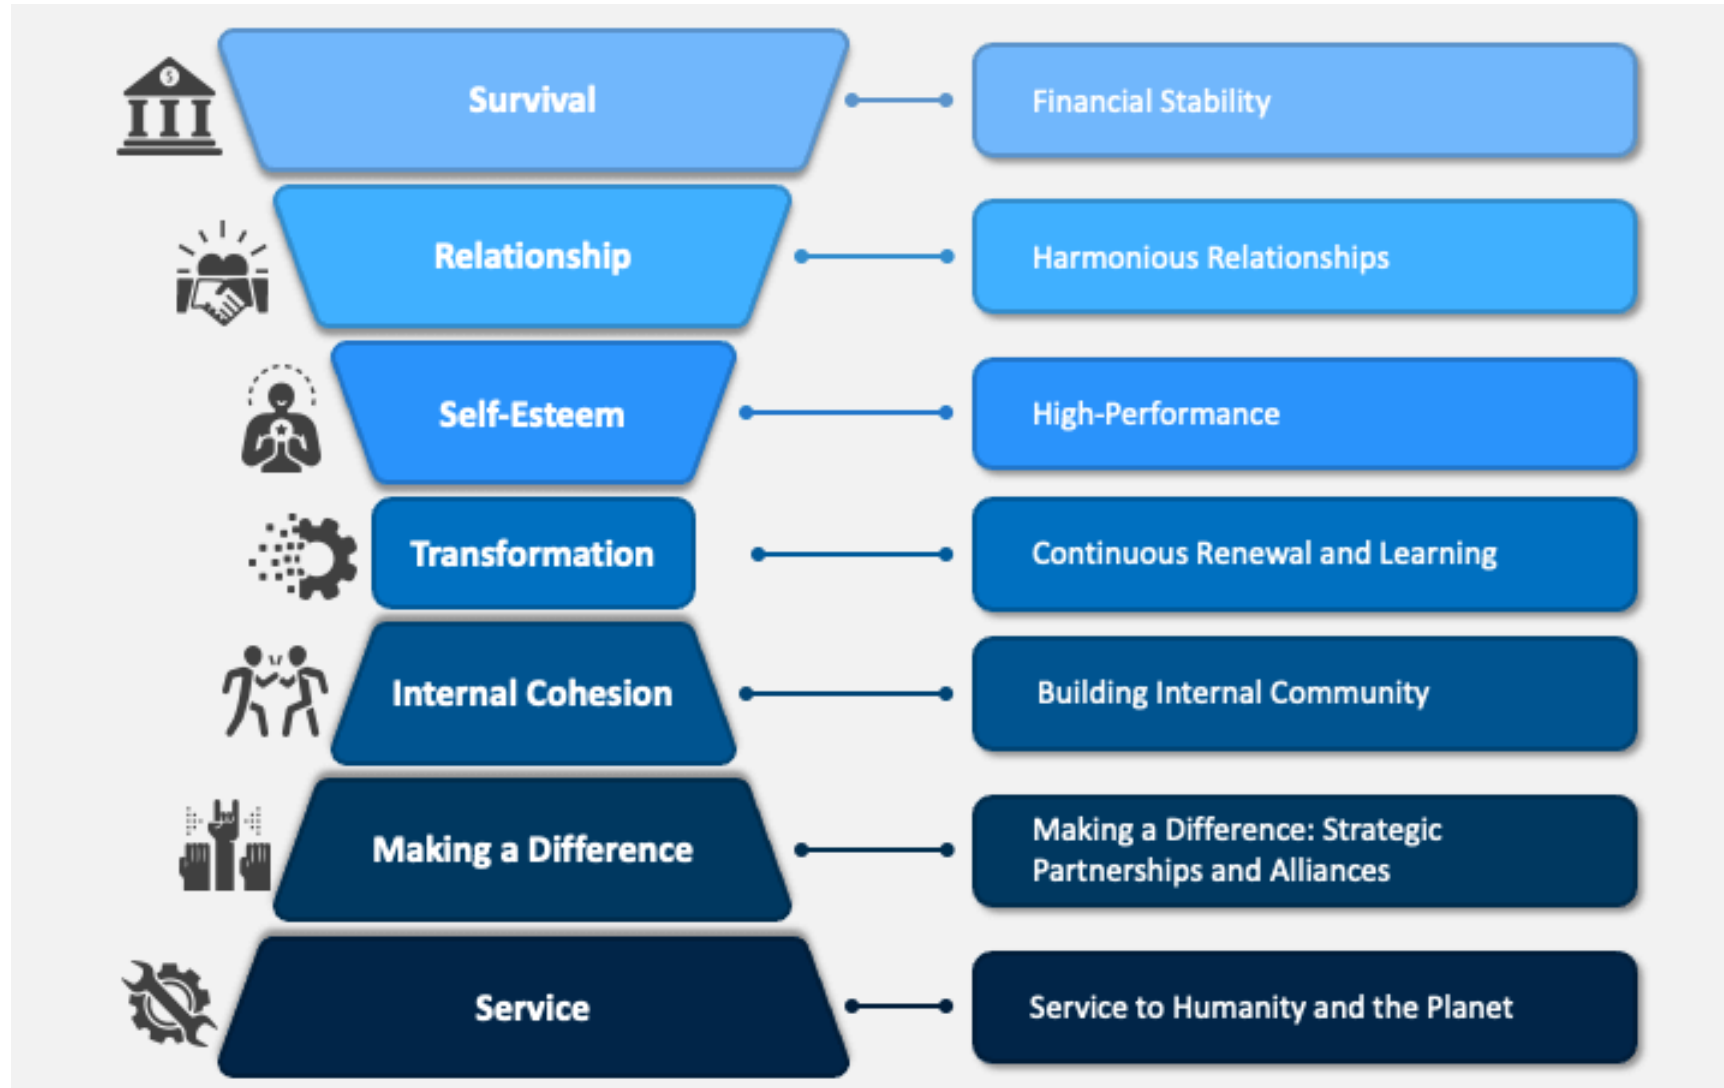 $
Survival
Financial Stability
Relationship
Harmonious Relationships
Self-Esteem
High-Performance
Transformation
Continuous Renewal and Learning
Internal Cohesion
Building Internal Community
Making a Difference
Making a Difference: Strategic
Partnerships and Alliances
Service
Service to Humanity and the Planet